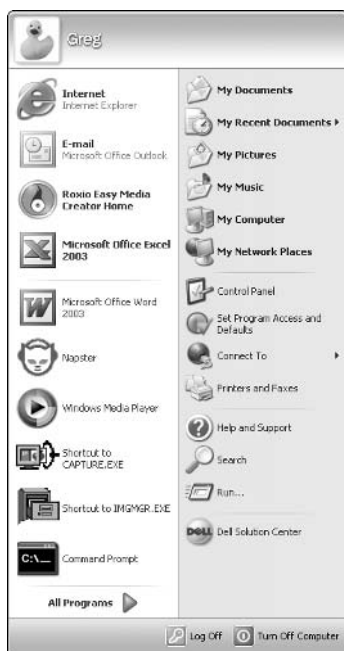 Greg
Internet
Internet Explorer
E-mail
Microsoft Office Outlook
Roxio Easy Media
Creator Home
Microsoft Office Excel
2003
Microsoft Office Word
2003
Napster
Windows Media Player
Shortcut to
CAPTURE.EXE
Shortcut to IMGMGR.EXE
C:\_
Command Prompt
All Programs
My Documents
My Recent Documents
My Pictures
My Music
My Computer
My Network Places
Control Panel
Set Program Access and
Defaults
Connect To
Printers and Faxes
Help and Support
Search
Run...
DELL
Dell Solution Center
Log Off
Turn Off Computer